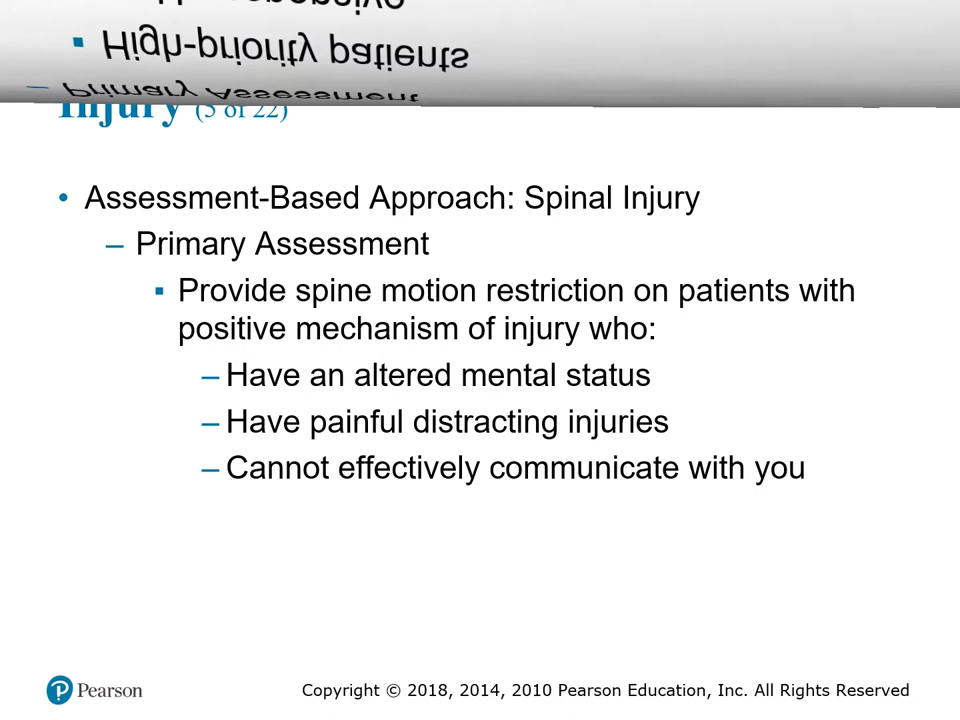 ▪ High-priority patients
– Primary Assessment
Injury (5 of 22)
• Assessment-Based Approach: Spinal Injury
– Primary Assessment
▪ Provide spine motion restriction on patients with
positive mechanism of injury who:
– Have an altered mental status
– Have painful distracting injuries
– Cannot effectively communicate with you
Pearson
Copyright © 2018, 2014, 2010 Pearson Education, Inc. All Rights Reserved